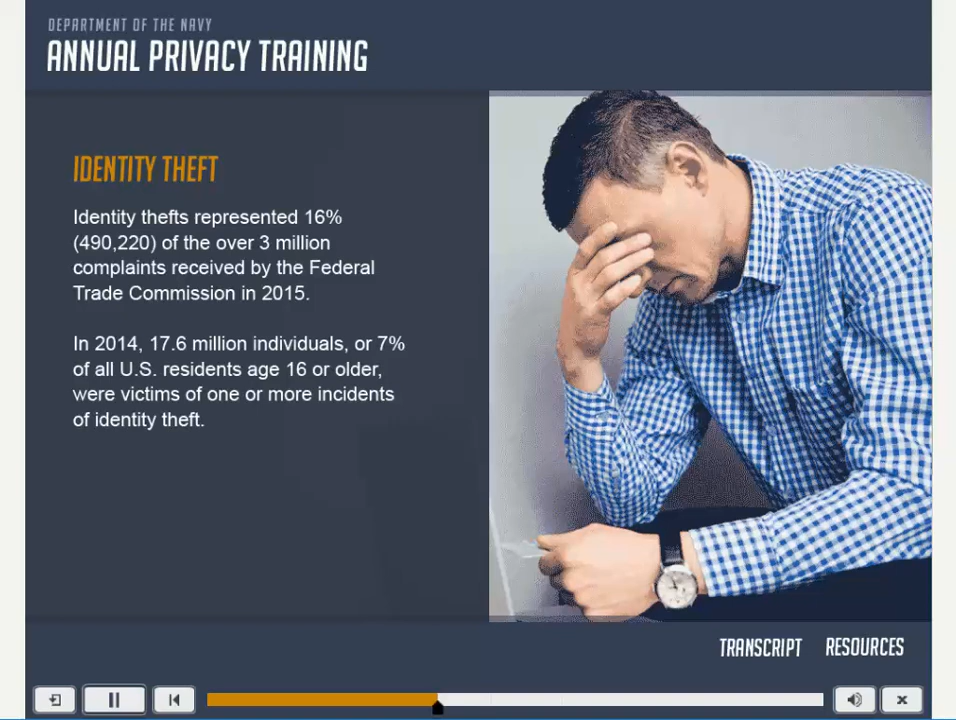 DEPARTMENT OF THE NAVY
ANNUAL PRIVACY TRAINING
IDENTITY THEFT
Identity thefts represented 16%
(490,220) of the over 3 million
complaints received by the Federal
Trade Commission in 2015.
In 2014, 17.6 million individuals, or 7%
of all U.S. residents age 16 or older,
were victims of one or more incidents
of identity theft.
TRANSCRIPT RESOURCES